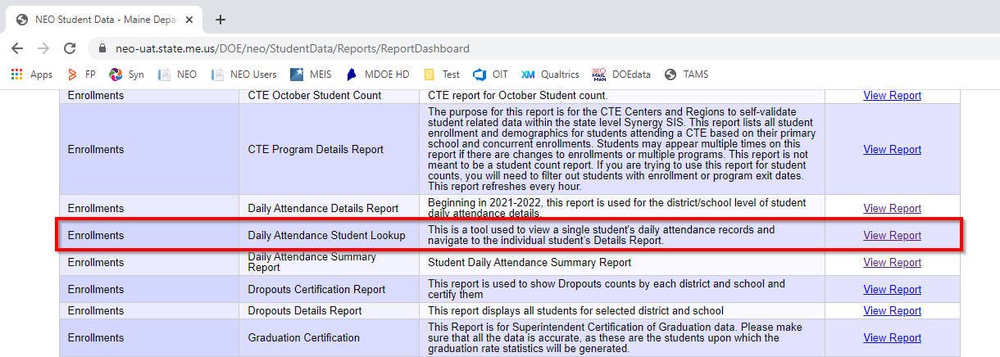 NEO Student Data - Maine Depa
neo-uat.state.me.us/DOE/neo/StudentData/Reports/ReportDashboard
Apps FP Syn NEO NEO Users MEIS MDOE HD Test OIT XM Qualtrics MAIL MAN DOEdata TAMS
Enrollments CTE October Student Count CTE report for October Student count. View Report
The purpose for this report is for the CTE Centers and Regions to self-validate
student related data within the state level Synergy SIS. This report lists all student
enrollment and demographics for students attending a CTE based on their primary
Enrollments CTE Program Details Report school and concurrent enrollments. Students may appear multiple times on this View Report
report if there are changes to enrollments or multiple programs. This report is not
meant to be a student count report. If you are trying to use this report for student
counts, you will need to filter out students with enrollment or program exit dates.
This report refreshes every hour.
Enrollments Daily Attendance Details Report Beginning in 2021-2022, this report is used for the district/school level of student View Report
daily attendance details.
Enrollments Daily Attendance Student Lookup This is a tool used to view a single student's daily attendance records and View Report
navigate to the individual student's Details Report.
Enrollments Daily Attendance Summary Student Daily Attendance Summary Report View Report
Report
Enrollments Dropouts Certification Report This report is used to show Dropouts counts by each district and school and View Report
certify them
Enrollments Dropouts Details Report This report displays all students for selected district and school View Report
This Report is for Superintendent Certification of Graduation data. Please make
Enrollments Graduation Certification sure that all the data is accurate, as these are the students upon which the View Report
graduation rate statistics will be generated.